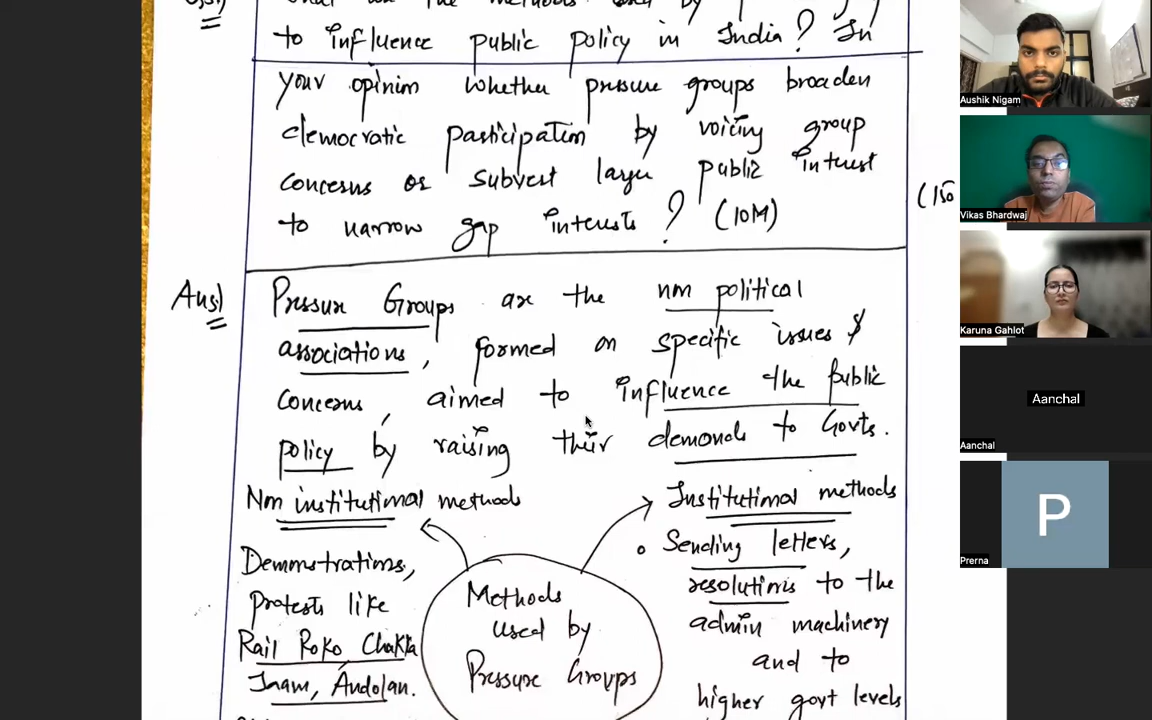 to influence public policy in India? In
your opinion whether pressure groups broaden
democratic participation by voicing group
concerns or subvert larger public interest
to narrow gap interests? (10M)
(150
Ans)
Pressure Groups are the non political
associations, formed on specific issues &
concerns, aimed to influence the public
policy by raising their demands to Govts.
Non institutional methods
Demonstrations,
protests like
Rail Roko, Chakka
Jaam, Andolan.
Methods
used by
Pressure Groups
Institutional methods
Sending letters,
resolutions to the
admin machinery
and to
higher govt levels
Aushik Nigam
Vikas Bhardwaj
Karuna Gahlot
Aanchal
Aanchal
P
Prerna